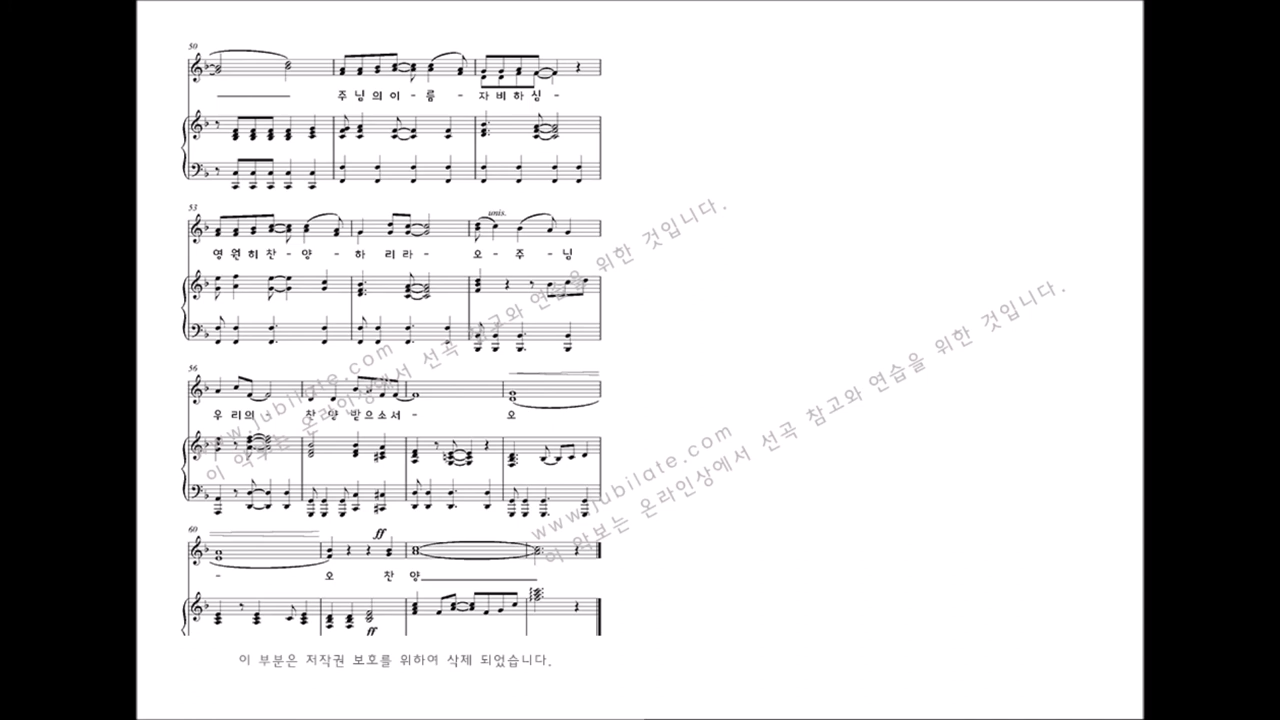 50
주 님 의 이 - 름 - 자 비 하 심 -
53
unis.
영 원 히 찬 - 양 - 하 리 라 - 오 - 주 - 님
56
우 리 의 - 찬 양 받 으 소 서 - 오
60
ff
- 오 찬 양
ff
이 부분은 저작권 보호를 위하여 삭제 되었습니다.
www.jubilate.com
이 악보는 온라인상에서 선곡 참고와 연습을 위한 것입니다.
www.jubilate.com
이 악보는 온라인상에서 선곡 참고와 연습을 위한 것입니다.